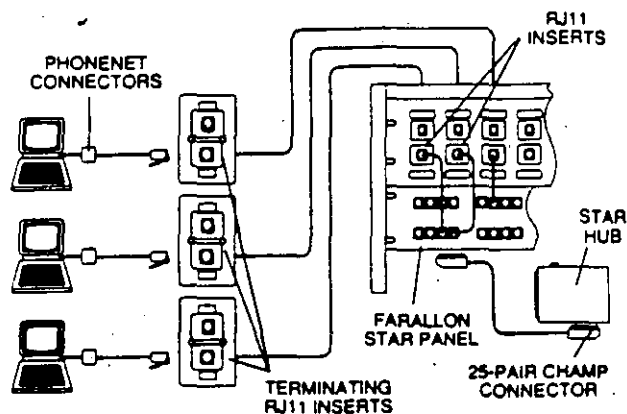 PHONENET
CONNECTORS
RJ11
INSERTS
STAR
HUB
FARALLON
STAR PANEL
25-PAIR CHAMP
CONNECTOR
TERMINATING
RJ11 INSERTS